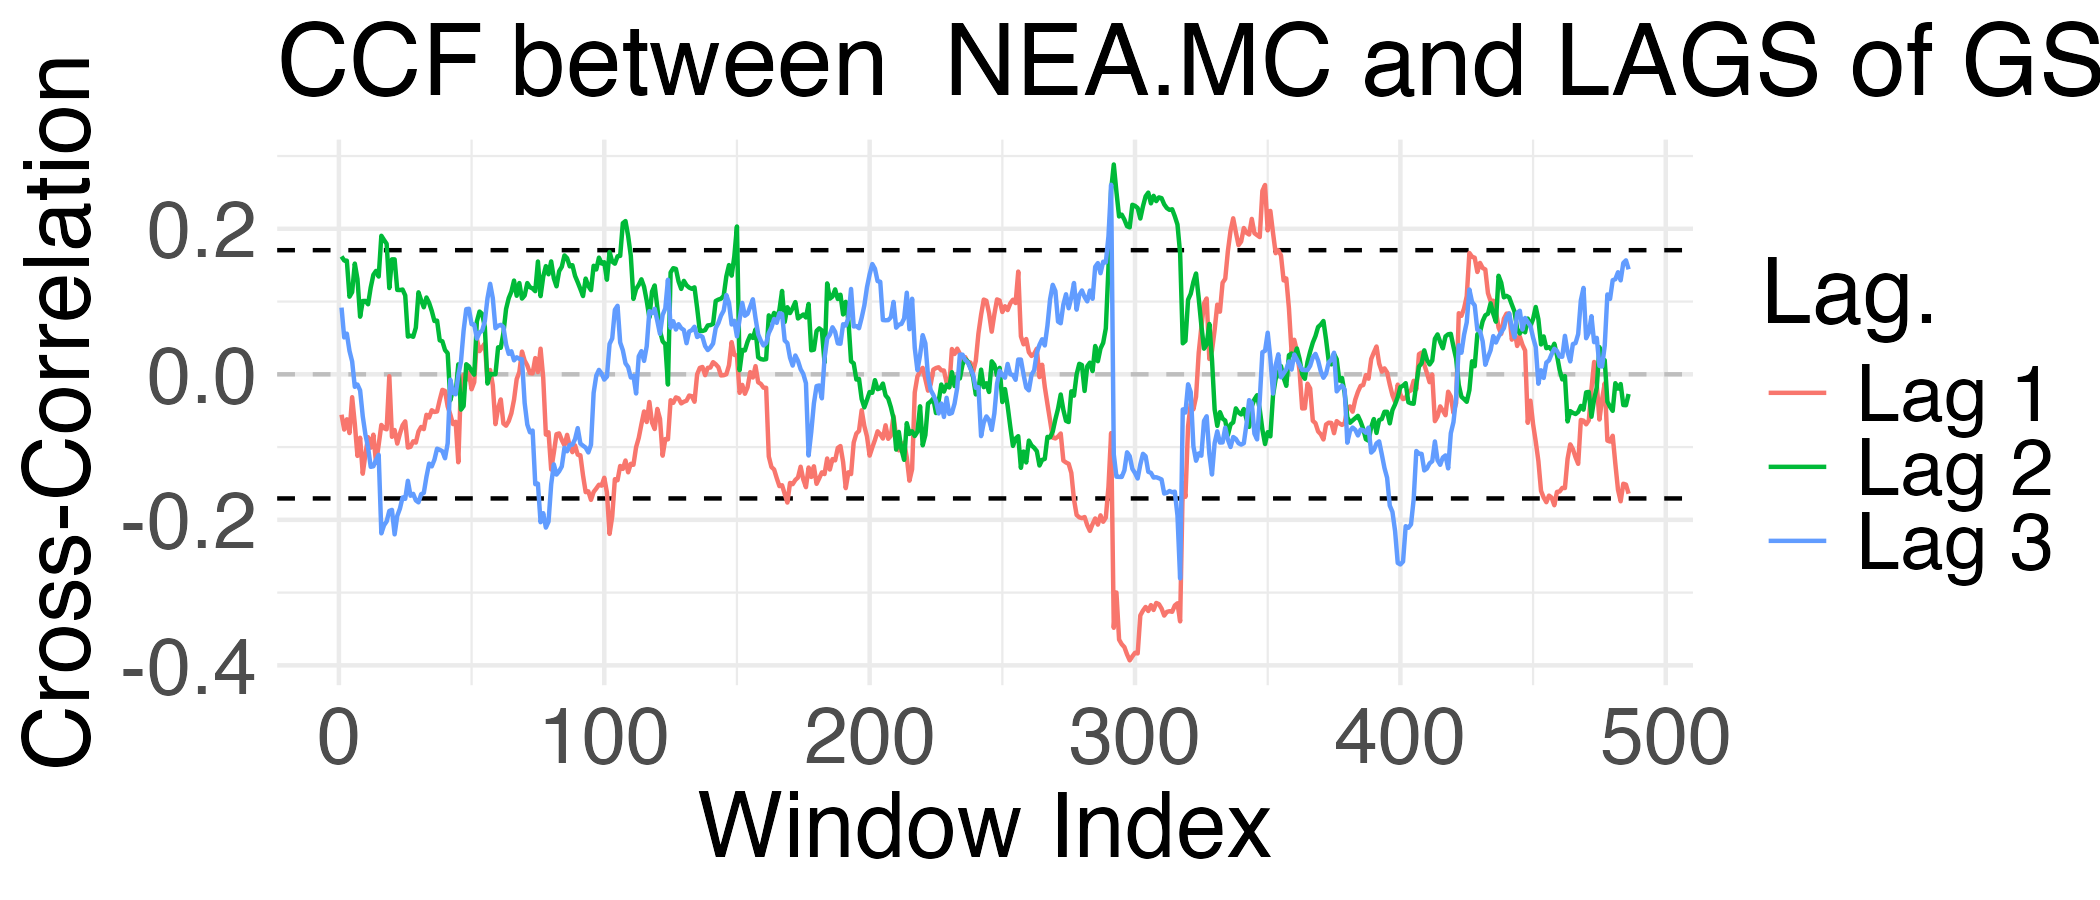 CCF between NEA.MC and LAGS of GS
Cross-Correlation
0.2
0.0
-0.2
-0.4
0
100
200
300
400
500
Window Index
Lag.
Lag 1
Lag 2
Lag 3